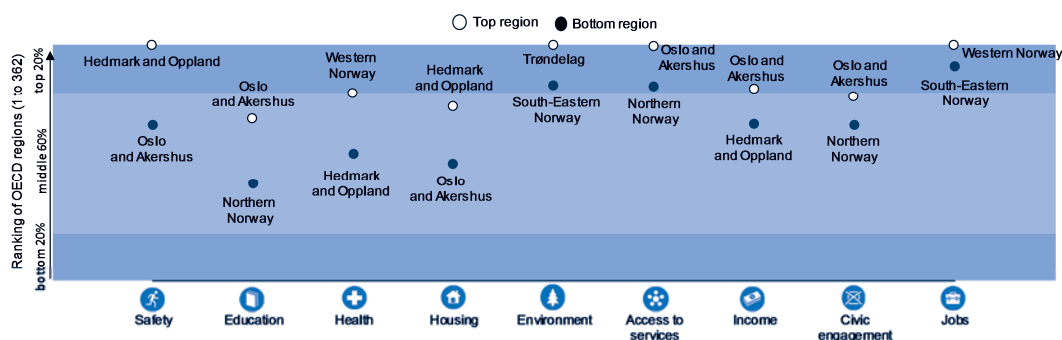 Top region
Bottom region
Ranking of OECD regions (1 to 362)
top 20%
middle 60%
bottom 20%
Hedmark and Oppland
Oslo
and Akershus
Oslo
and Akershus
Northern
Norway
Western
Norway
Hedmark
and Oppland
Hedmark
and Oppland
Oslo
and Akershus
Trøndelag
South-Eastern
Norway
Oslo and
Akershus
Northern
Norway
Oslo and
Akershus
Hedmark
and Oppland
Oslo and
Akershus
Northern
Norway
Western Norway
South-Eastern
Norway
Safety
Education
Health
Housing
Environment
Access to
services
Income
Civic
engagement
Jobs